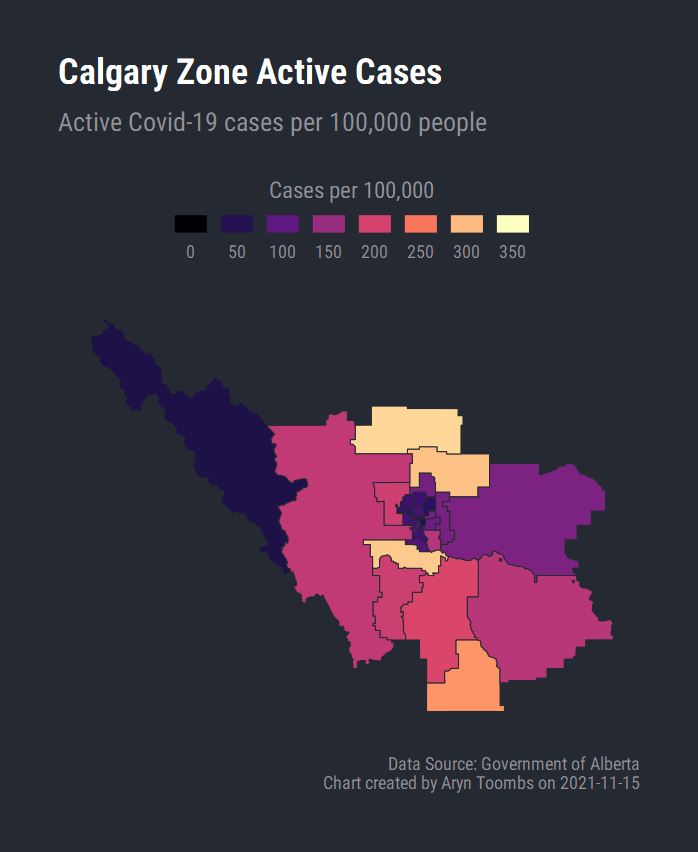 Calgary Zone Active Cases
Active Covid-19 cases per 100,000 people
Cases per 100,000
0 50 100 150 200 250 300 350
Data Source: Government of Alberta
Chart created by Aryn Toombs on 2021-11-15